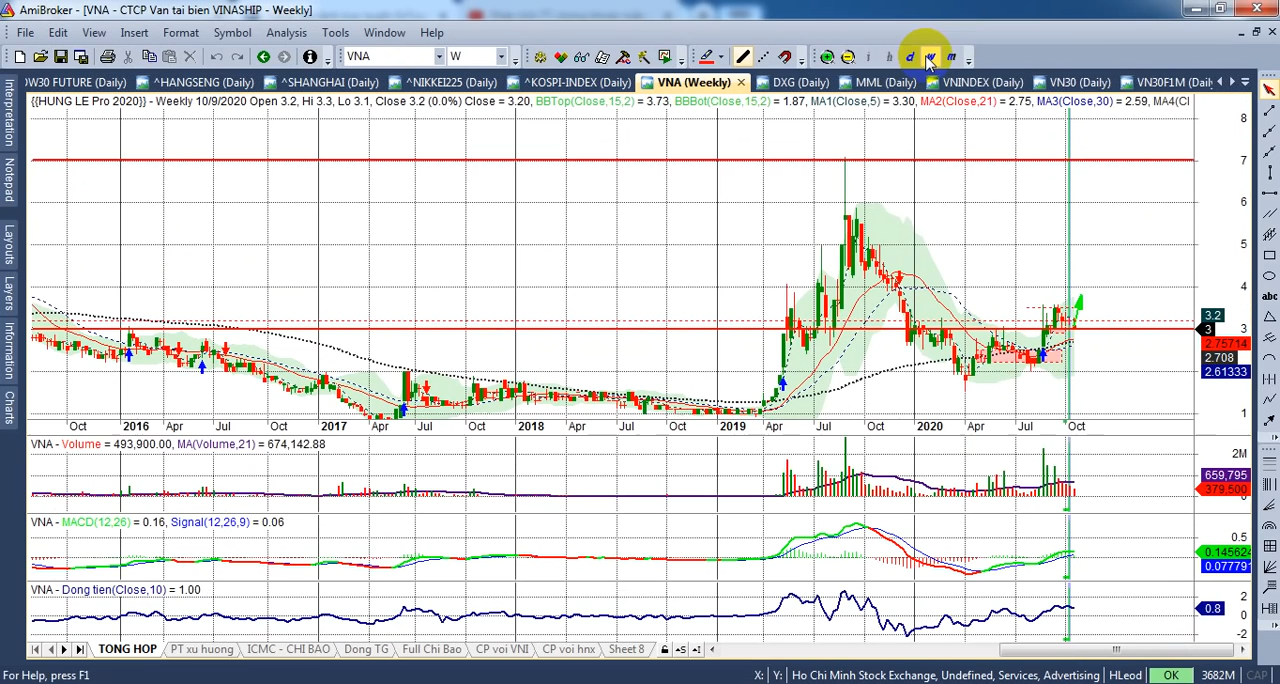 AmiBroker - [VNA - CTCP Van tai bien VINASHIP - Weekly]
File Edit View Insert Format Symbol Analysis Tools Window Help
VNA W i h d w m
W30 FUTURE (Daily) ^HANGSENG (Daily) ^SHANGHAI (Daily) ^NIKKEI225 (Daily) ^KOSPI-INDEX (Daily) VNA (Weekly) DXG (Daily) MML (Daily) VNINDEX (Daily) VN30 (Daily) VN30F1M (Dail
{{HUNG LE Pro 2020}} - Weekly 10/9/2020 Open 3.2, Hi 3.3, Lo 3.1, Close 3.2 (0.0%) Close = 3.20, BBTop(Close,15,2) = 3.73, BBBot(Close,15,2) = 1.87, MA1(Close,5) = 3.30, MA2(Close,21) = 2.75, MA3(Close,30) = 2.59, MA4(Cl
Interpretation
Notepad
Layouts
Layers
Information
Charts
abc
8
7
6
5
4
3.2
3
2.75714
2.708
2.61333
1
Oct 2016 Apr Jul Oct 2017 Apr Jul Oct 2018 Apr Jul Oct 2019 Apr Jul Oct 2020 Apr Jul Oct
VNA - Volume = 493,900.00, MA(Volume,21) = 674,142.88
2M
659,795
379,500
0
VNA - MACD(12,26) = 0.16, Signal(12,26,9) = 0.06
0.5
0.145624
0.077791
VNA - Dong tien(Close,10) = 1.00
2
0.8
0
-2
TONG HOP PT xu huong ICMC - CHI BAO Dong TG Full Chi Bao CP voi VNI CP voi hnx Sheet 8
For Help, press F1 X: Y: Ho Chi Minh Stock Exchange, Undefined, Services, Advertising HLeod OK 3682M CAP